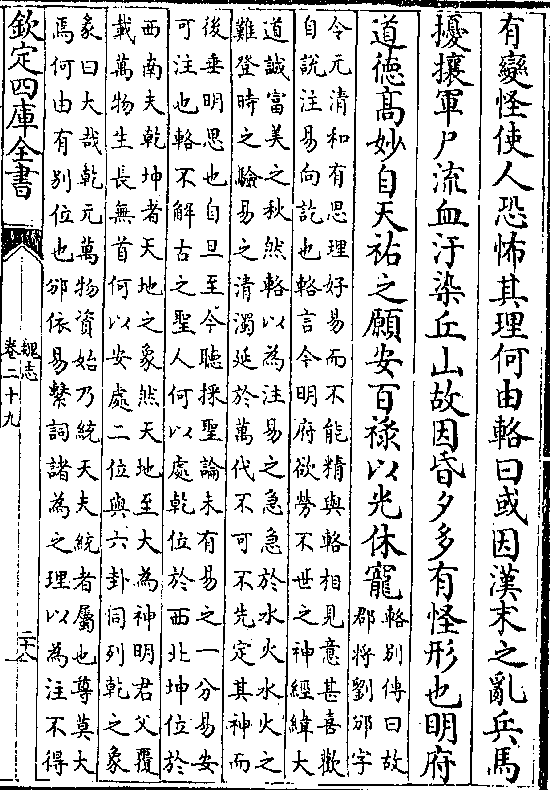 有變怪使人恐怖其理何由輅曰或因漢末之亂兵馬
擾攘軍尸流血汙染丘山故因昏夕多有怪形也明府
道德高妙自天祐之願安百祿以光休寵
輅别傳曰故
郡將劉邠字
令元清和有思理好易而不能精與輅相見意甚喜歡
自說注易向訖也輅言今明府欲勞不世之神經緯大
道誠富美之秋然輅以為注易之急急於水火水火之
難登時之驗易之清濁延於萬代不可不先定其神而
後垂明思也自旦至今聽採聖論未有易之一分易安
可注也輅不解古之聖人何以處乾位於西北坤位於
西南夫乾坤者天地之象然天地至大為神明君父覆
載萬物生長無首何以安處二位與六卦同列乾之象
彖曰大哉乾元萬物資始乃統天夫統者屬也尊莫大
焉何由有别位也邠依易繫詞諸為之理以為注不得
欽定四庫全書
魏志
卷二十九